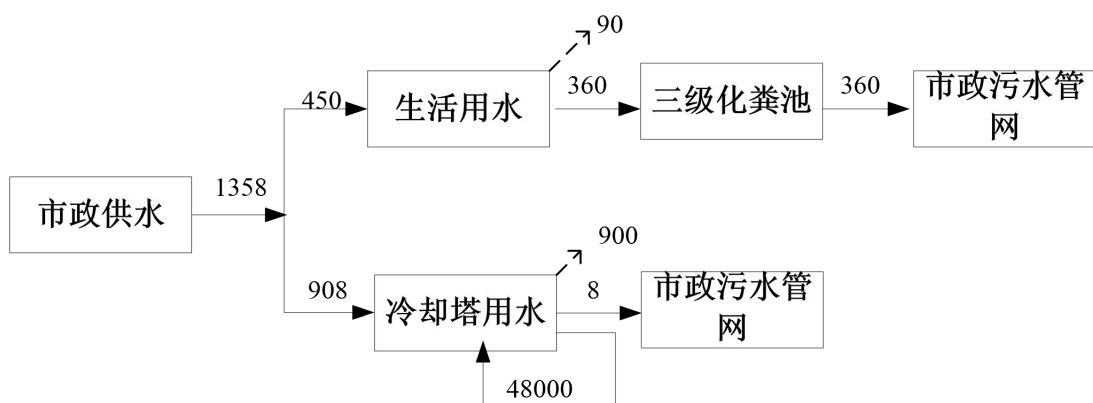 90
450
生活用水
360
三级化粪池
360
市政污水管
网
市政供水
1358
900
908
冷却塔用水
8
市政污水管
网
48000